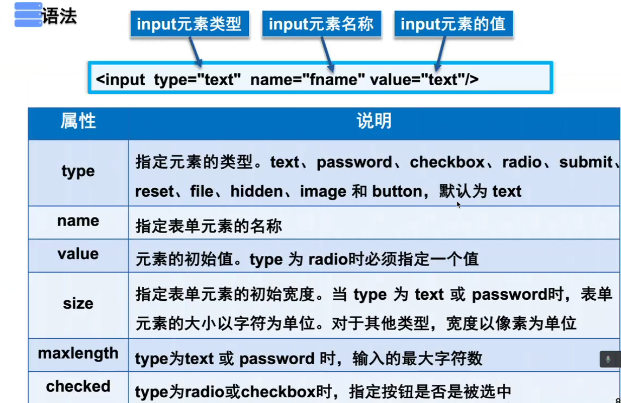 语法
input元素类型 input元素名称 input元素的值
<input type="text" name="fname" value="text"/>
属性 说明
type 指定元素的类型。text、password、checkbox、radio、submit、
reset、file、hidden、image 和 button，默认为 text
name 指定表单元素的名称
value 元素的初始值。type 为 radio时必须指定一个值
size 指定表单元素的初始宽度。当 type 为 text 或 password时，表单
元素的大小以字符为单位。对于其他类型，宽度以像素为单位
maxlength type为text 或 password 时，输入的最大字符数
checked type为radio或checkbox时，指定按钮是否是被选中